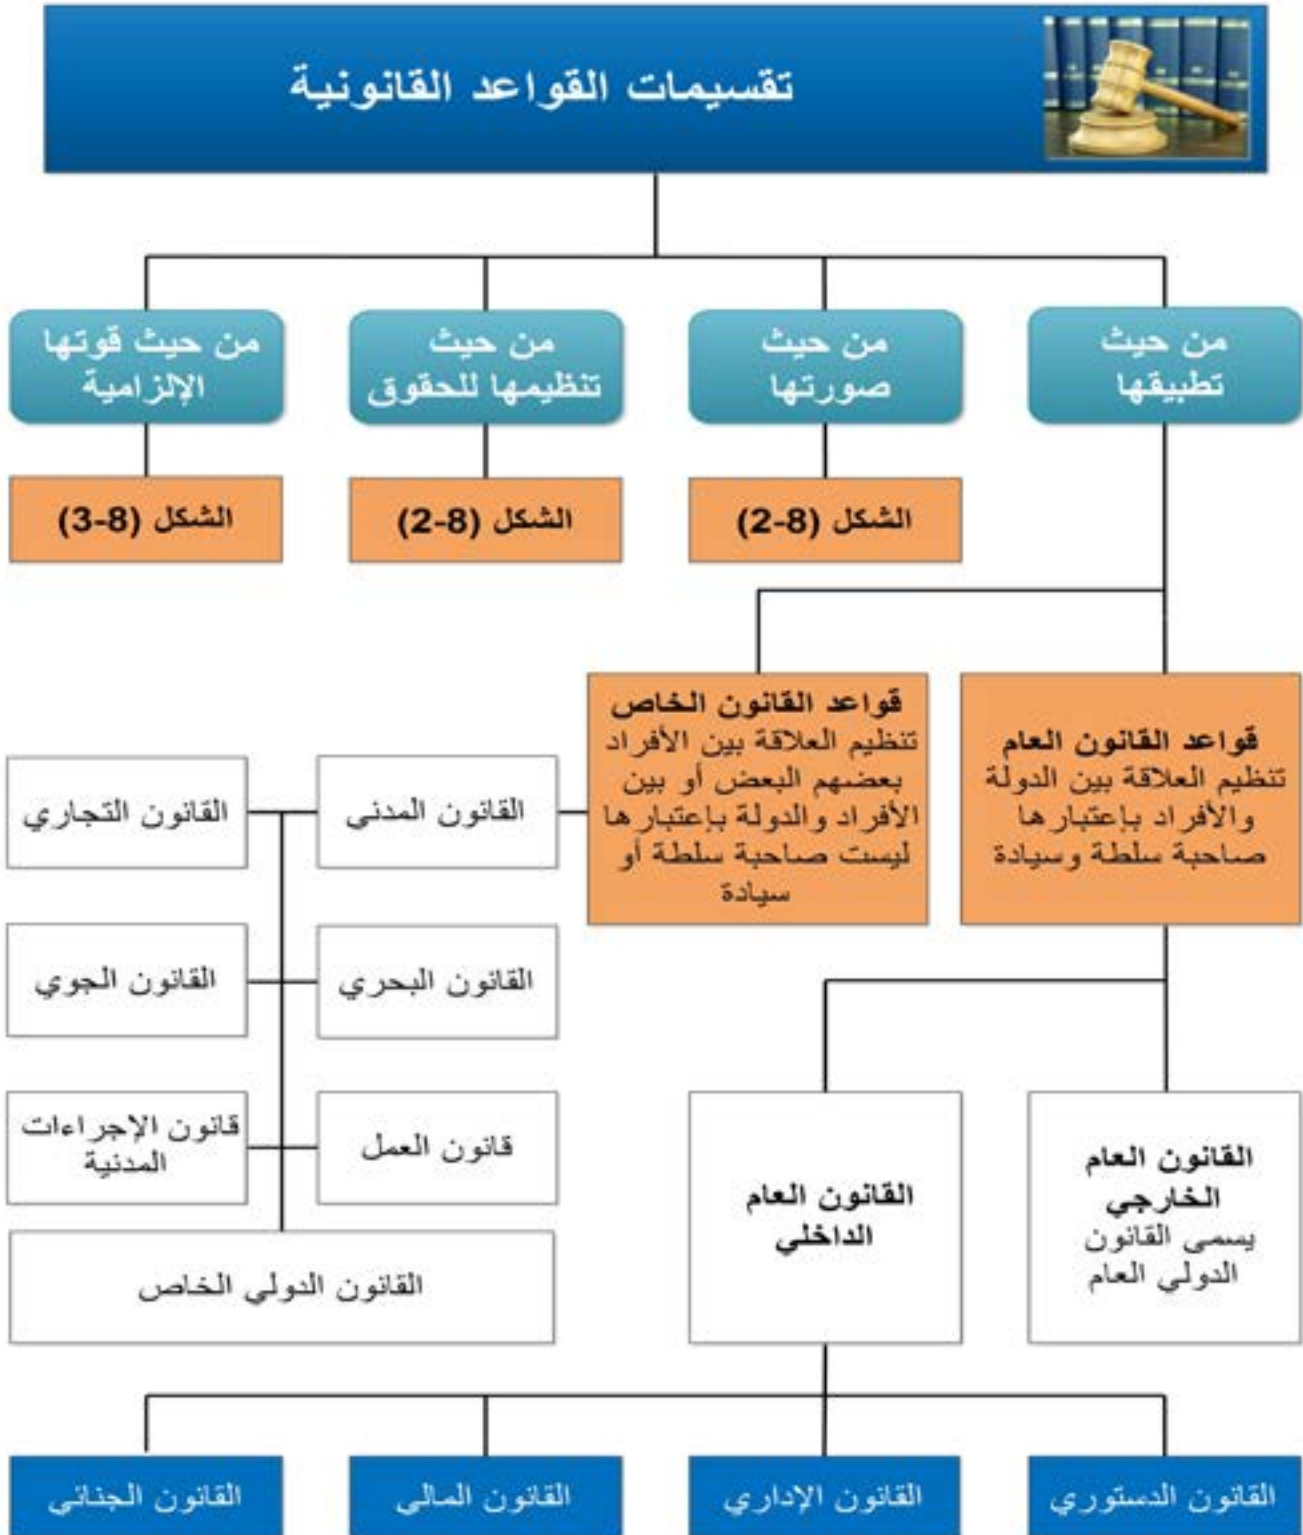 تقسيمات القواعد القانونية
من حيث
تطبيقها
من حيث
صورتها
من حيث
تنظيمها للحقوق
من حيث قوتها
الإلزامية
الشكل (8-2)
الشكل (8-2)
الشكل (8-3)
قواعد القانون العام
تنظيم العلاقة بين الدولة
والأفراد بإعتبارها
صاحبة سلطة وسيادة
قواعد القانون الخاص
تنظيم العلاقة بين الأفراد
بعضهم البعض أو بين
الأفراد والدولة بإعتبارها
ليست صاحبة سلطة أو
سيادة
القانون المدني
القانون التجاري
القانون البحري
القانون الجوي
قانون العمل
قانون الإجراءات
المدنية
القانون الدولي الخاص
القانون العام
الخارجي
يسمى القانون
الدولي العام
القانون العام
الداخلي
القانون الدستوري
القانون الإداري
القانون المالي
القانون الجنائي